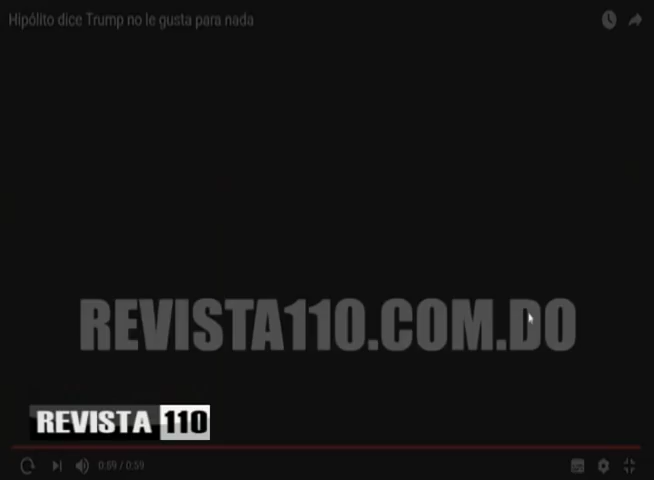 Hipólito dice Trump no le gusta para nada
REVISTA110.COM.DO
REVISTA 110
0:59 / 0:59